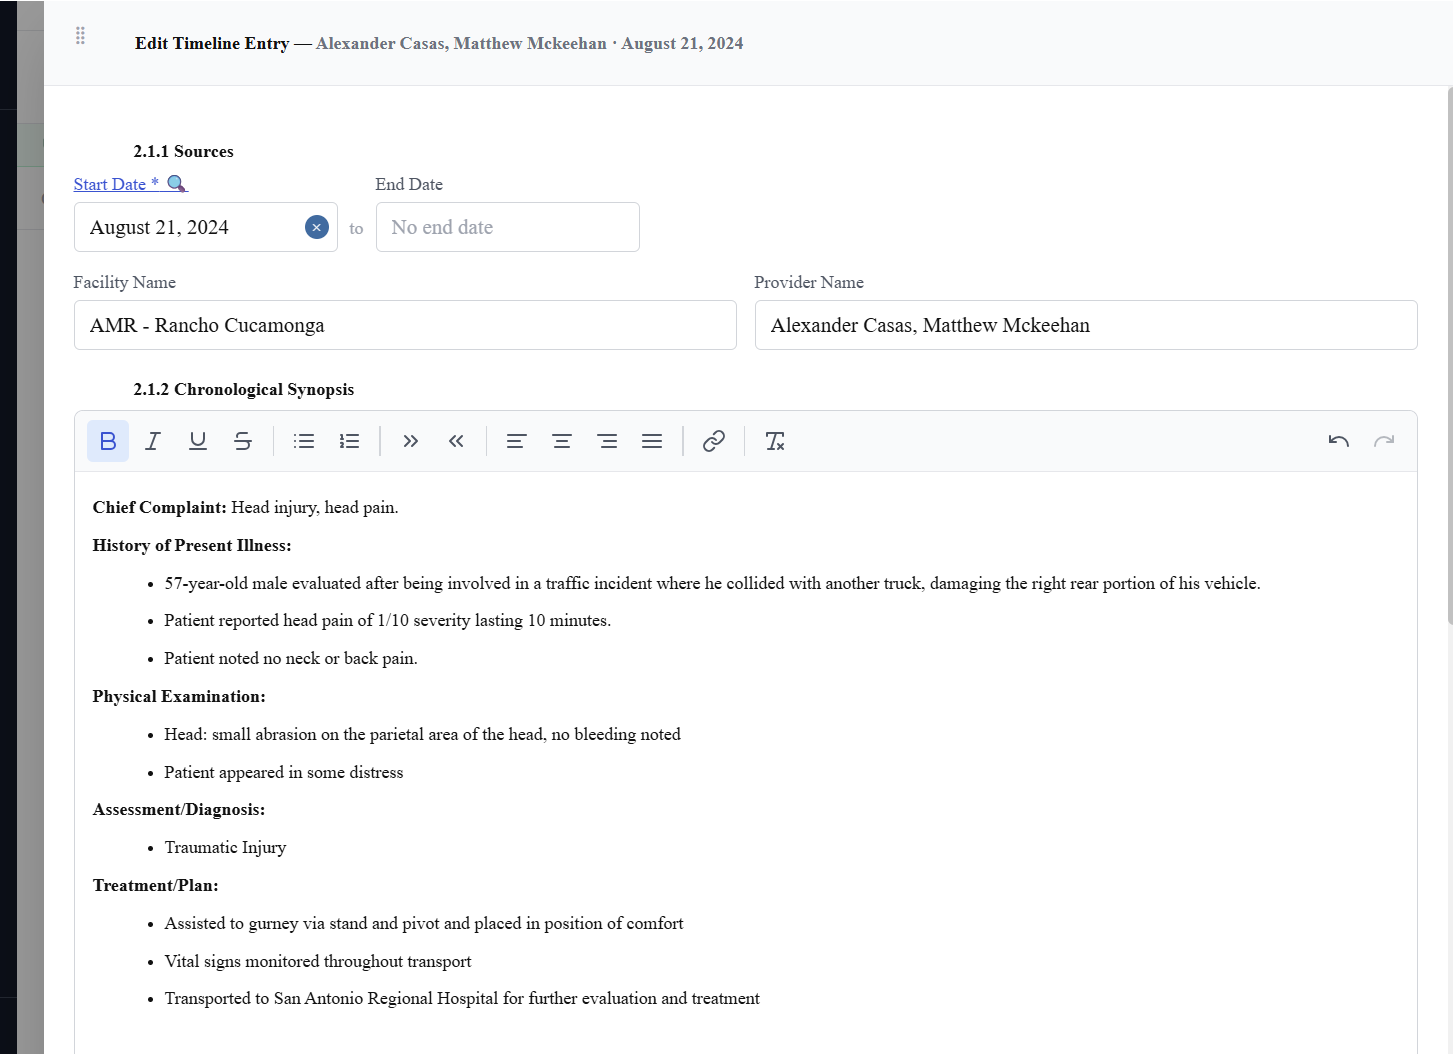 Edit Timeline Entry — Alexander Casas, Matthew Mckeehan · August 21, 2024
2.1.1 Sources
Start Date * 🔍
End Date
August 21, 2024
to
No end date
Facility Name
Provider Name
AMR - Rancho Cucamonga
Alexander Casas, Matthew Mckeehan
2.1.2 Chronological Synopsis
Chief Complaint: Head injury, head pain.
History of Present Illness:
• 57-year-old male evaluated after being involved in a traffic incident where he collided with another truck, damaging the right rear portion of his vehicle.
• Patient reported head pain of 1/10 severity lasting 10 minutes.
• Patient noted no neck or back pain.
Physical Examination:
• Head: small abrasion on the parietal area of the head, no bleeding noted
• Patient appeared in some distress
Assessment/Diagnosis:
• Traumatic Injury
Treatment/Plan:
• Assisted to gurney via stand and pivot and placed in position of comfort
• Vital signs monitored throughout transport
• Transported to San Antonio Regional Hospital for further evaluation and treatment